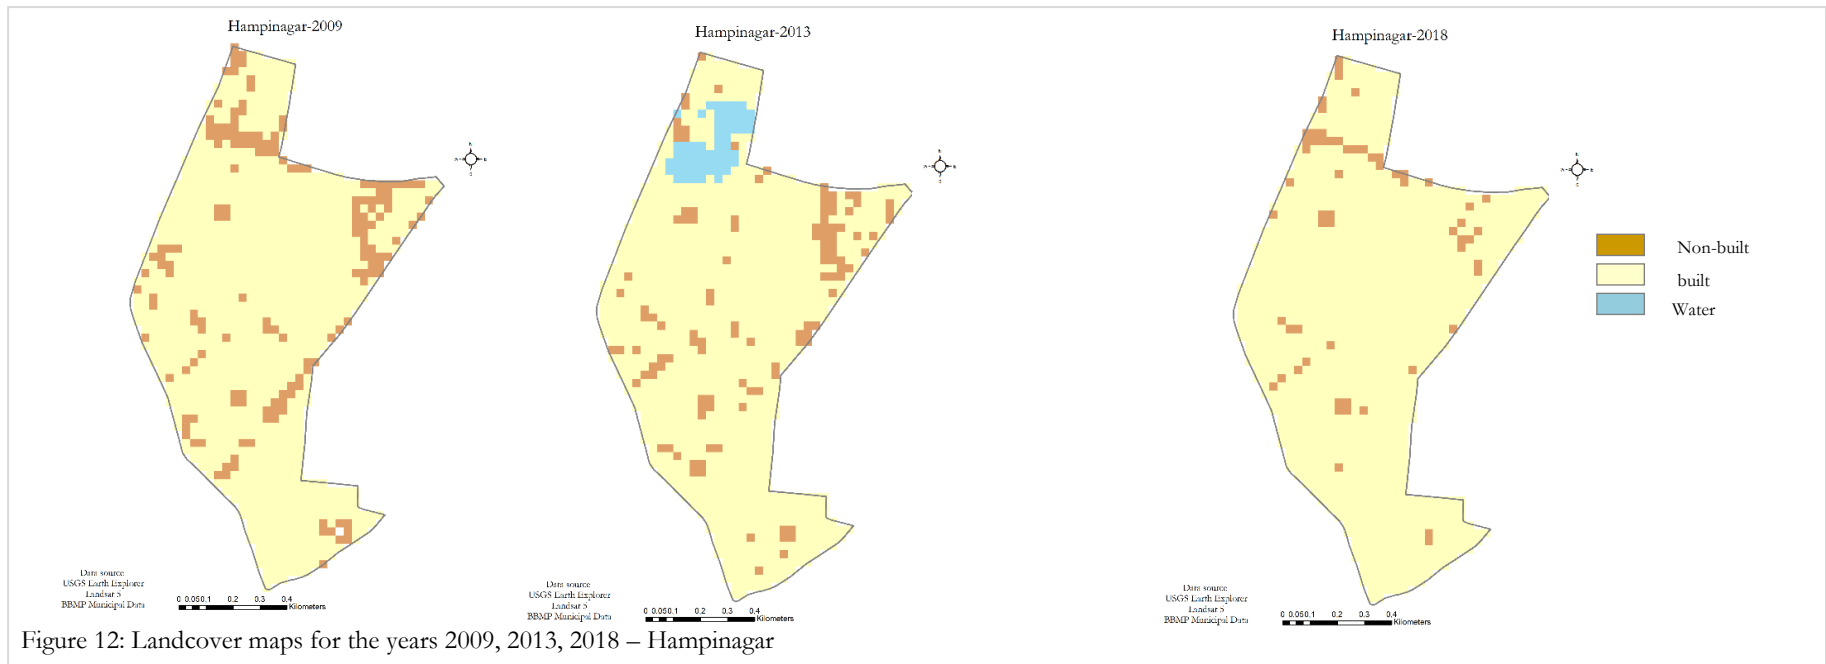 Hampinagar-2009
Data source
USGS Earth Explorer
Landsat 5
BBMP Municipal Data
0 0.050.1 0.2 0.3 0.4
Kilometers
Hampinagar-2013
Data source
USGS Earth Explorer
Landsat 5
BBMP Municipal Data
0 0.050.1 0.2 0.3 0.4
Kilometers
Hampinagar-2018
Data source
USGS Earth Explorer
Landsat 5
BBMP Municipal Data
0 0.050.1 0.2 0.3 0.4
Kilometers
Non-built
built
Water
Figure 12: Landcover maps for the years 2009, 2013, 2018 – Hampinagar